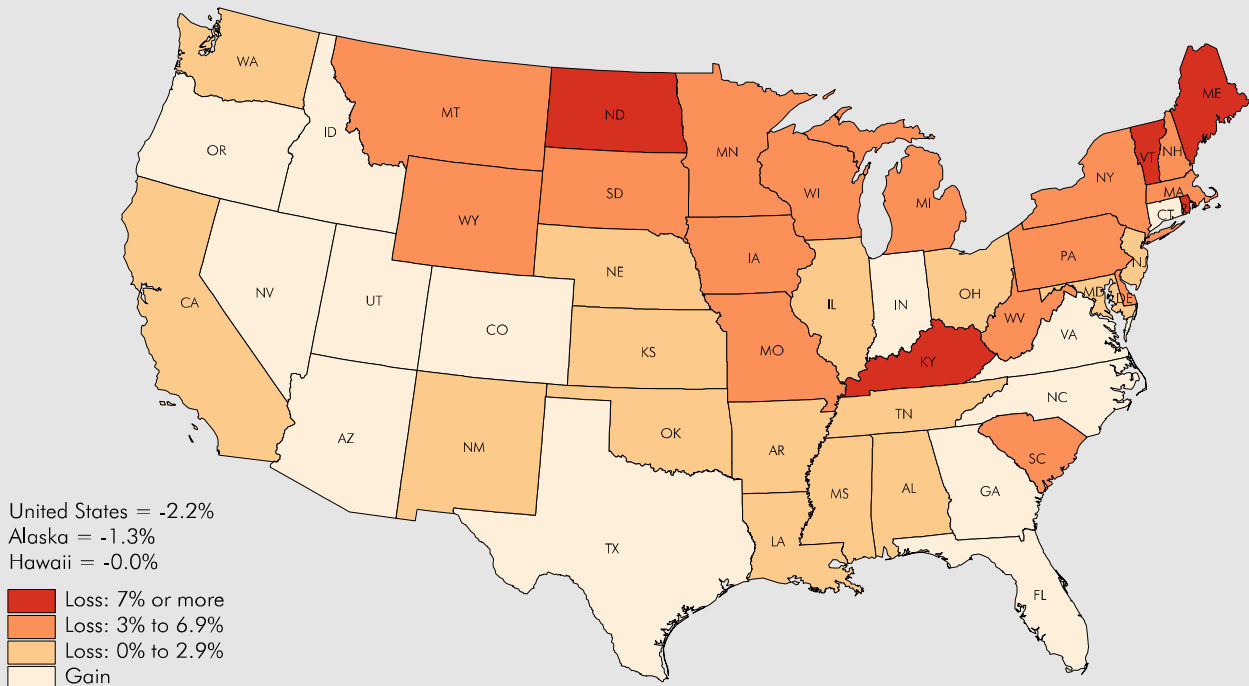 WA
MT
ND
ME
OR
ID
MN
VT
NH
WI
NY
SD
MI
MA
WY
CT
RI
IA
PA
NE
NJ
OH
MD
DE
CA
NV
UT
IL
IN
WV
CO
VA
KS
MO
KY
NC
TN
AZ
OK
NM
AR
SC
AL
GA
MS
LA
TX
FL
United States = -2.2%
Alaska = -1.3%
Hawaii = -0.0%
Loss: 7% or more
Loss: 3% to 6.9%
Loss: 0% to 2.9%
Gain